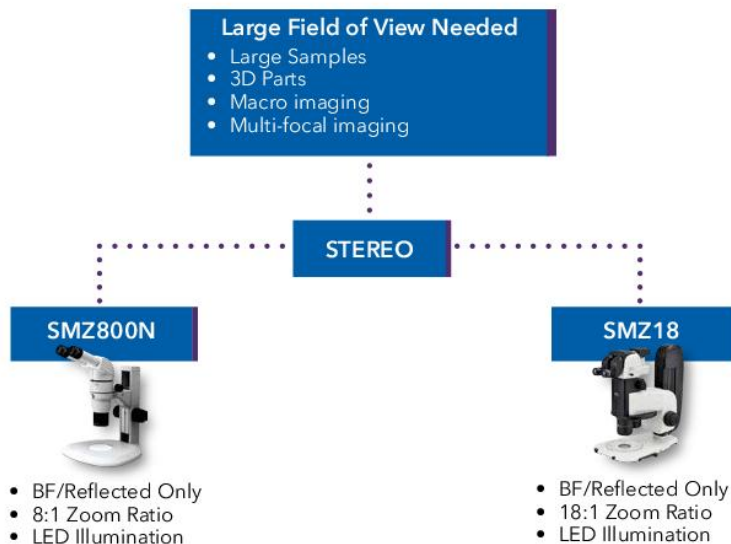 Large Field of View Needed
• Large Samples
• 3D Parts
• Macro imaging
• Multi-focal imaging
STEREO
SMZ800N
• BF/Reflected Only
• 8:1 Zoom Ratio
• LED Illumination
SMZ18
• BF/Reflected Only
• 18:1 Zoom Ratio
• LED Illumination